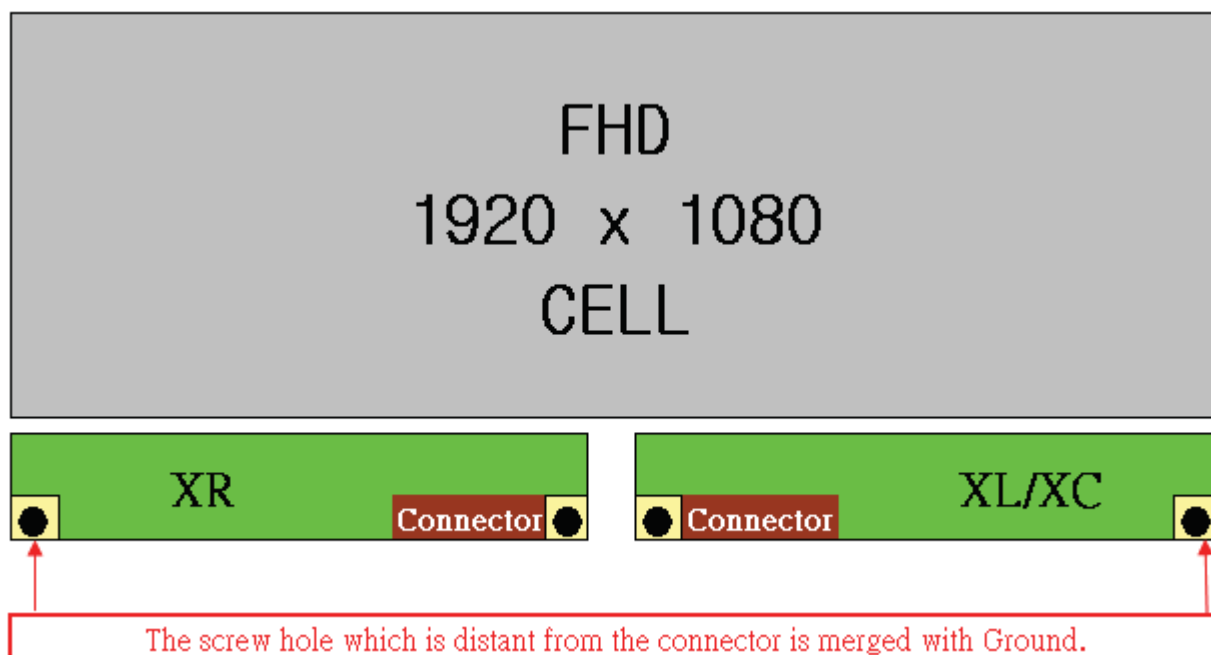 FHD
1920 x 1080
CELL
XR
XL/XC
Connector
Connector
The screw hole which is distant from the connector is merged with Ground.